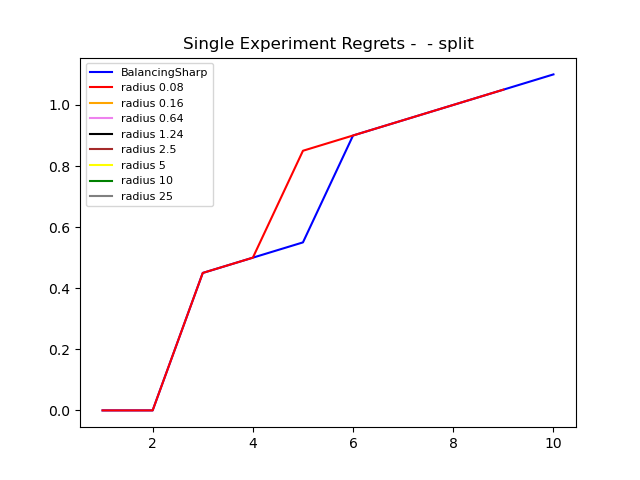 Single Experiment Regrets -  - split
BalancingSharp
radius 0.08
radius 0.16
radius 0.64
radius 1.24
radius 2.5
radius 5
radius 10
radius 25
1.0
0.8
0.6
0.4
0.2
0.0
2 4 6 8 10